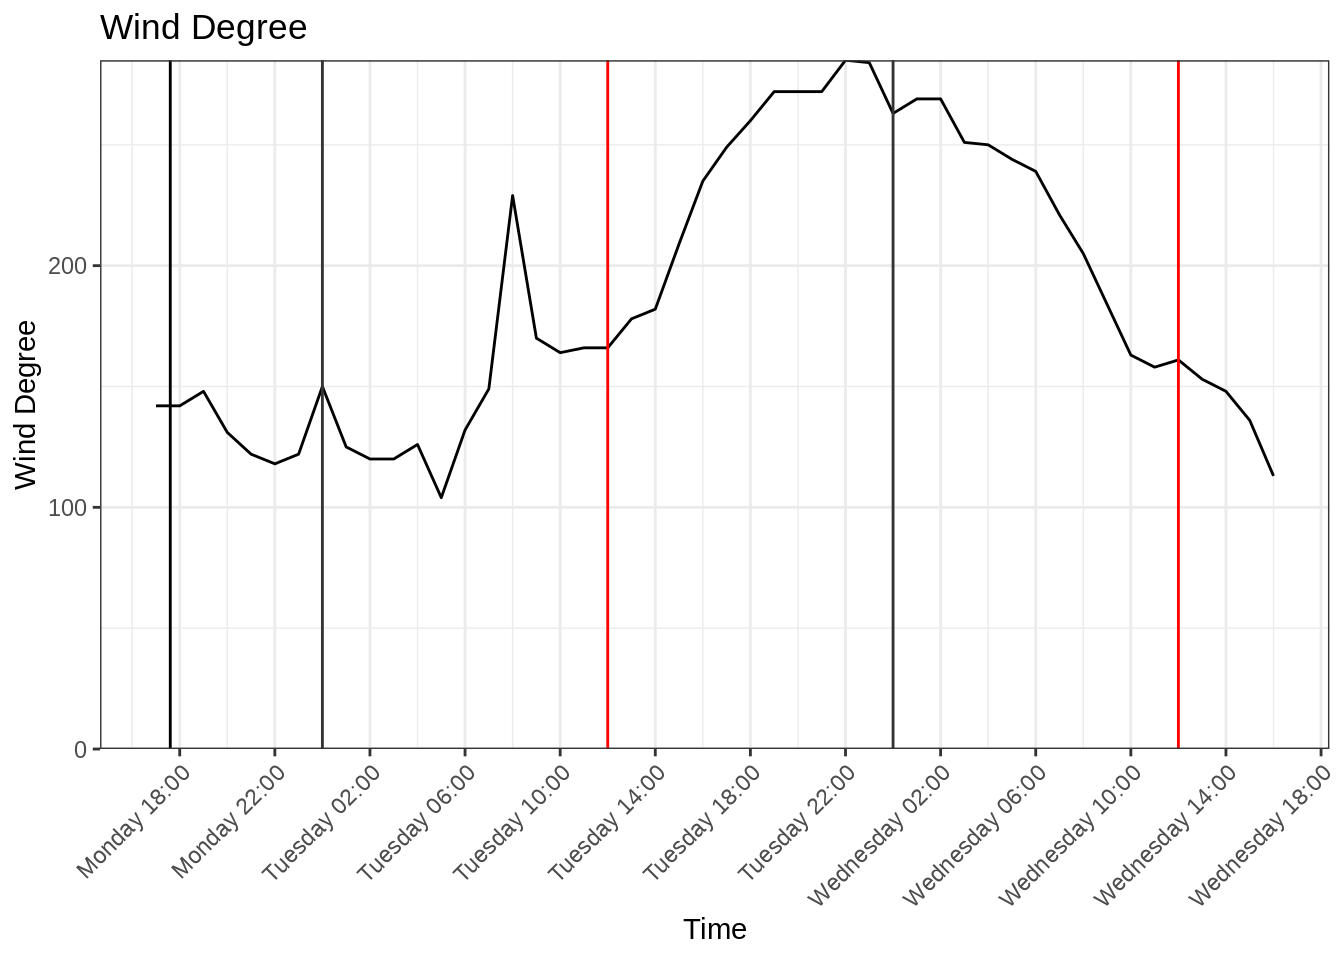 Wind Degree
Wind Degree
200
100
0
Monday 18:00
Monday 22:00
Tuesday 02:00
Tuesday 06:00
Tuesday 10:00
Tuesday 14:00
Tuesday 18:00
Tuesday 22:00
Wednesday 02:00
Wednesday 06:00
Wednesday 10:00
Wednesday 14:00
Wednesday 18:00
Time